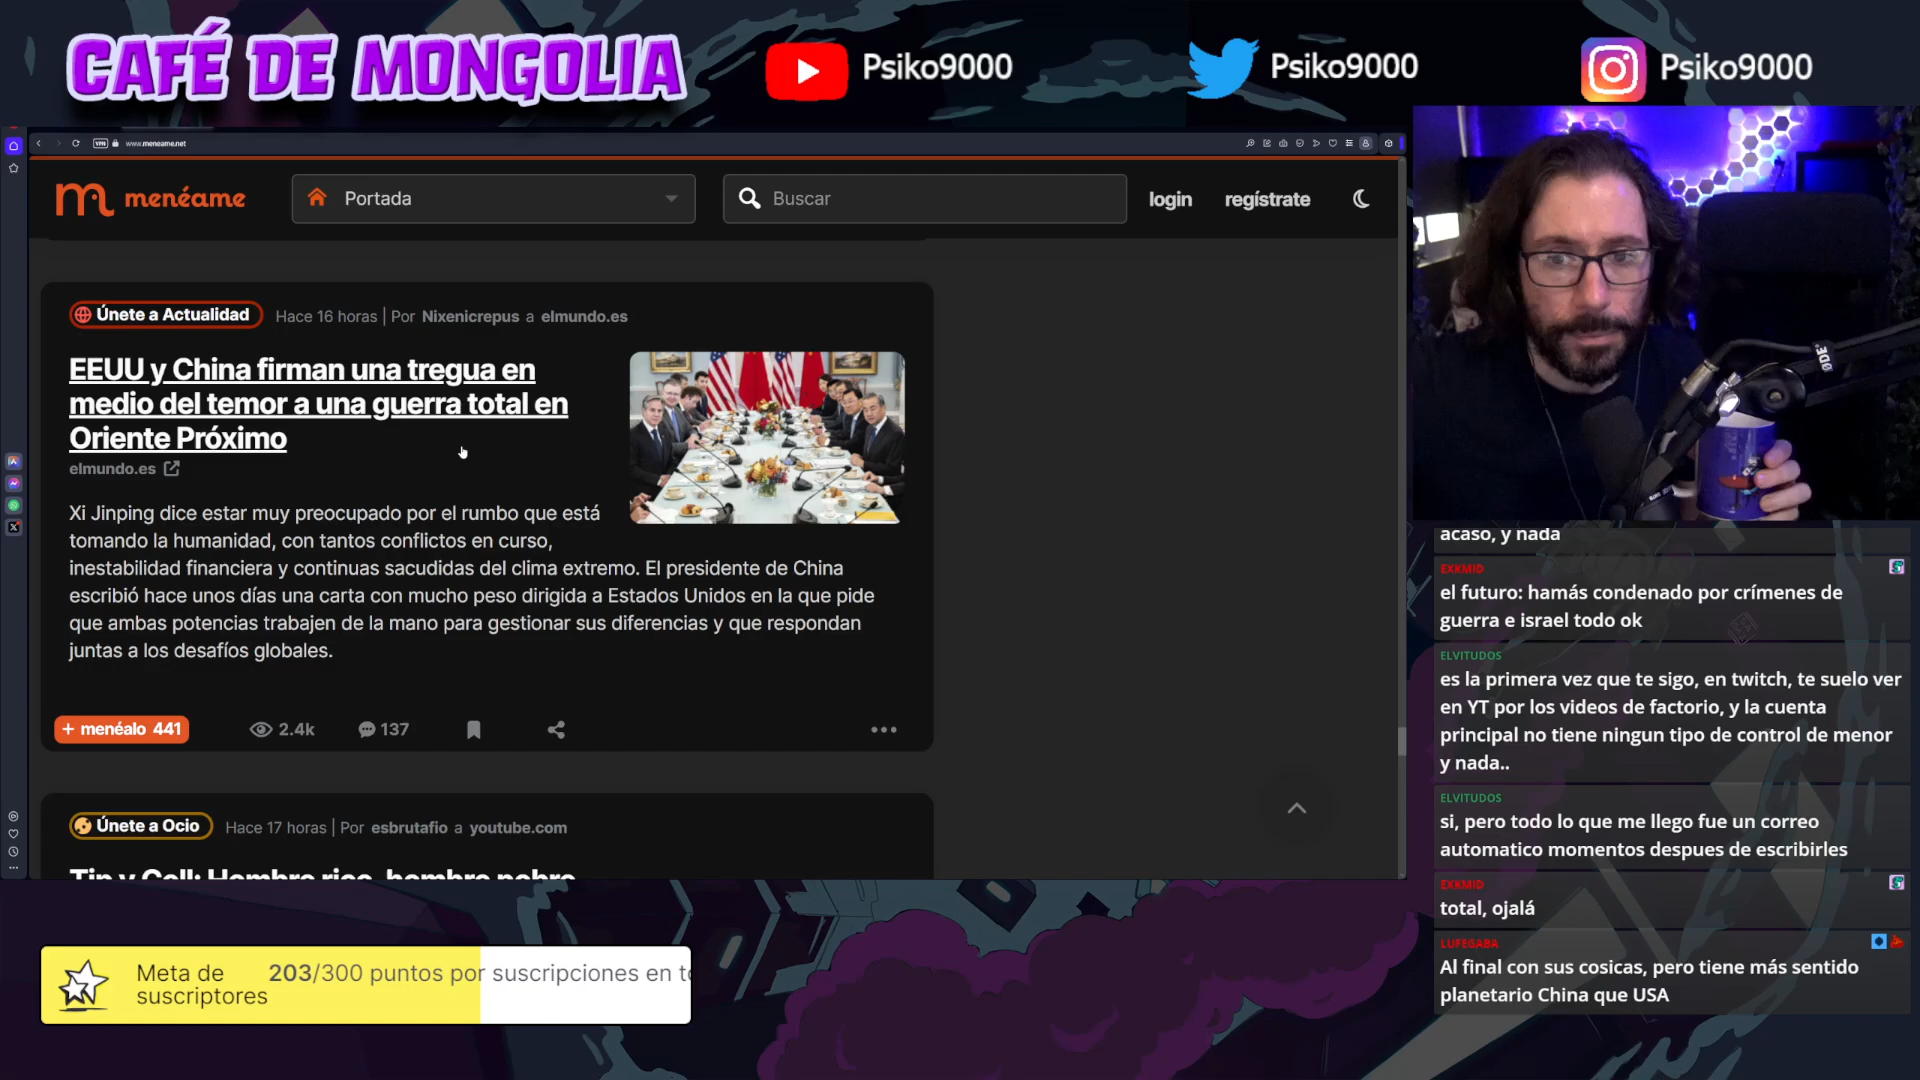 CAFÉ DE MONGOLIA
Psiko9000
Psiko9000
Psiko9000
VPN
www.meneame.net
menéame
Portada
Buscar
login
regístrate
Únete a Actualidad
Hace 16 horas | Por Nixenicrepus a elmundo.es
EEUU y China firman una tregua en
medio del temor a una guerra total en
Oriente Próximo
elmundo.es
Xi Jinping dice estar muy preocupado por el rumbo que está
tomando la humanidad, con tantos conflictos en curso,
inestabilidad financiera y continuas sacudidas del clima extremo. El presidente de China
escribió hace unos días una carta con mucho peso dirigida a Estados Unidos en la que pide
que ambas potencias trabajen de la mano para gestionar sus diferencias y que respondan
juntas a los desafíos globales.
+ menéalo 441
2.4k
137
Únete a Ocio
Hace 17 horas | Por esbrutafio a youtube.com
Tip y Coll: Hombre rico, hombre pobre
RØDE
acaso, y nada
EXKMID
el futuro: hamás condenado por crímenes de
guerra e israel todo ok
ELVITUDOS
es la primera vez que te sigo, en twitch, te suelo ver
en YT por los videos de factorio, y la cuenta
principal no tiene ningun tipo de control de menor
y nada..
ELVITUDOS
si, pero todo lo que me llego fue un correo
automatico momentos despues de escribirles
EXKMID
total, ojalá
LUFEGABA
Al final con sus cosicas, pero tiene más sentido
planetario China que USA
Meta de
suscriptores
203/300 puntos por suscripciones en